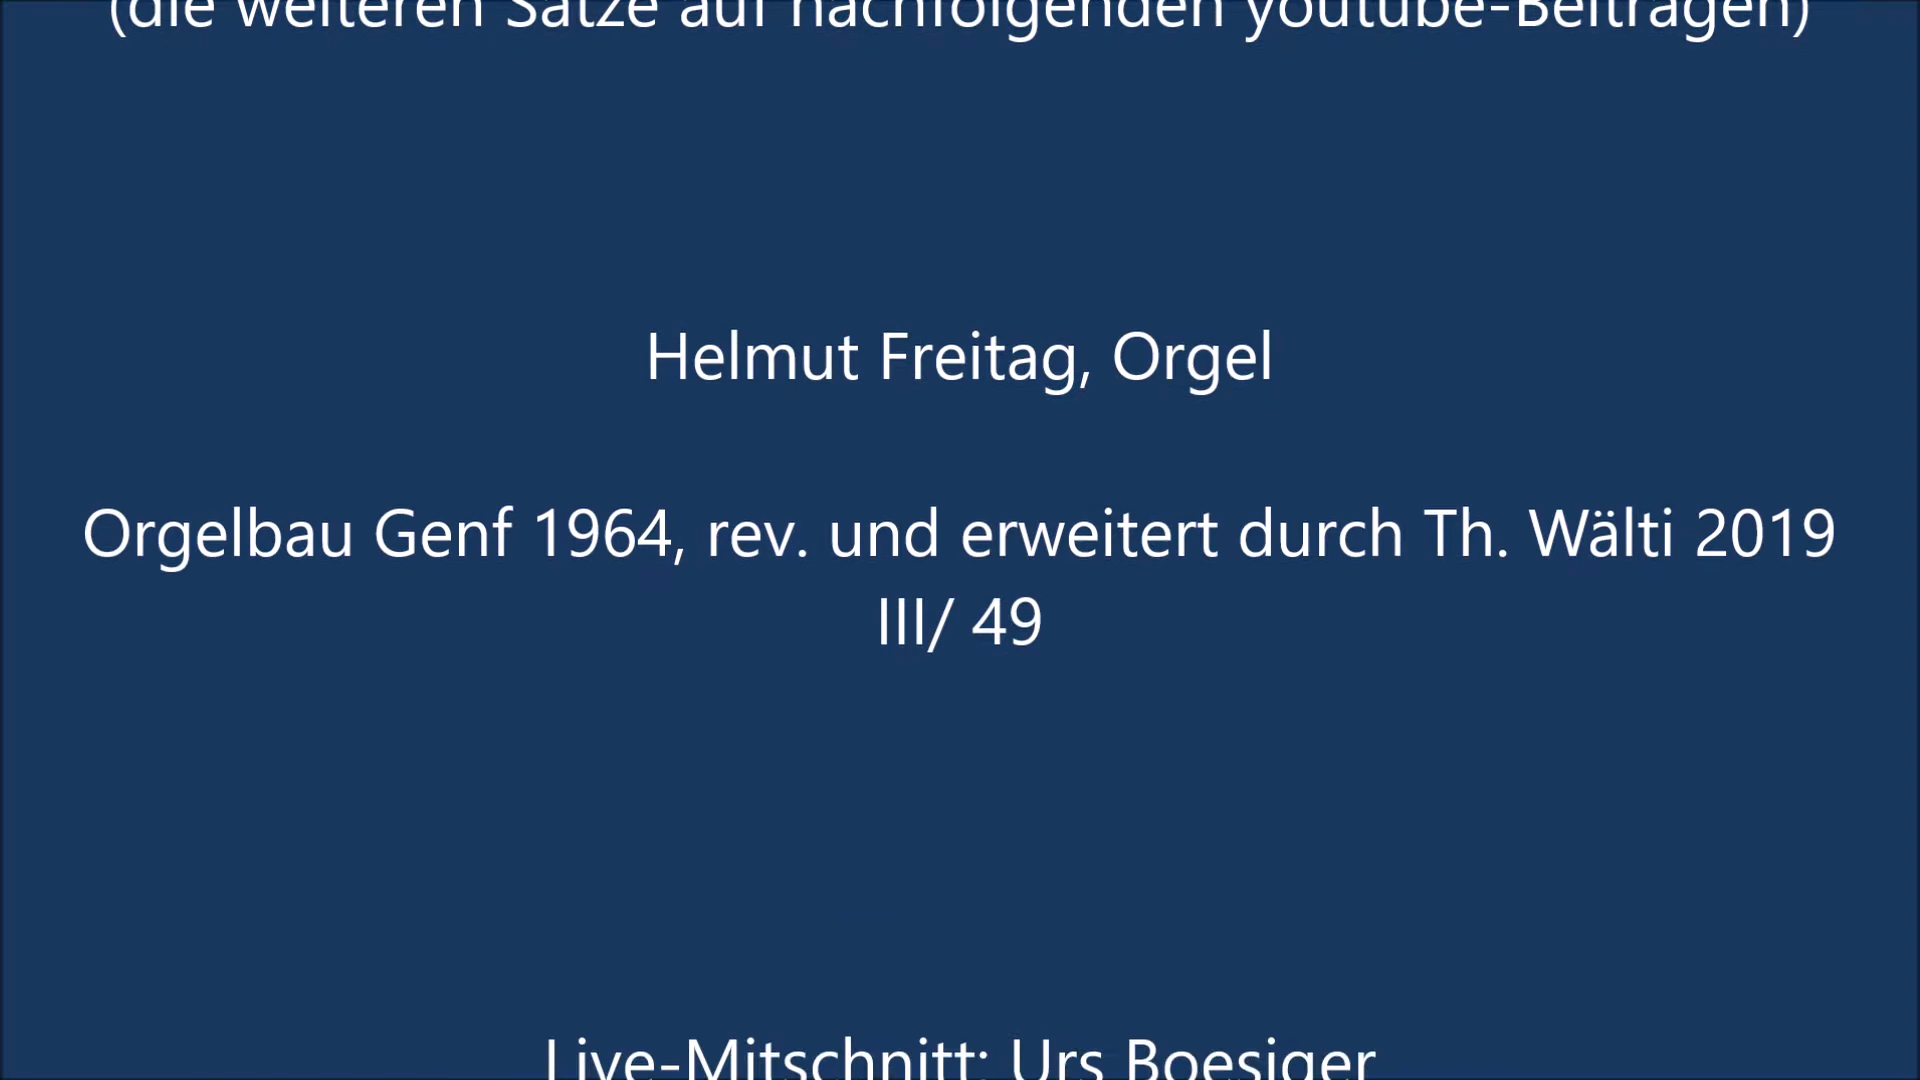 (die weiteren Sätze auf nachfolgenden youtube-Beiträgen)
Helmut Freitag, Orgel
Orgelbau Genf 1964, rev. und erweitert durch Th. Wälti 2019
III/ 49
Live-Mitschnitt: Urs Boesiger